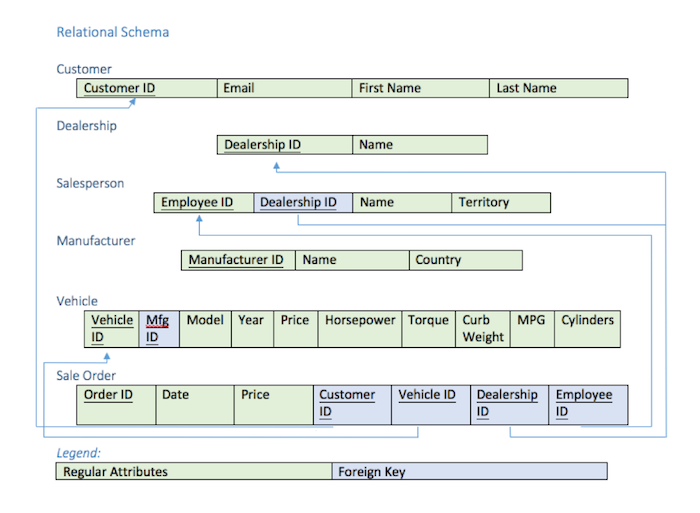 Relational Schema
Customer
Customer ID Email First Name Last Name
Dealership
Dealership ID Name
Salesperson
Employee ID Dealership ID Name Territory
Manufacturer
Manufacturer ID Name Country
Vehicle
Vehicle ID Mfg ID Model Year Price Horsepower Torque Curb Weight MPG Cylinders
Sale Order
Order ID Date Price Customer ID Vehicle ID Dealership ID Employee ID
Legend:
Regular Attributes Foreign Key